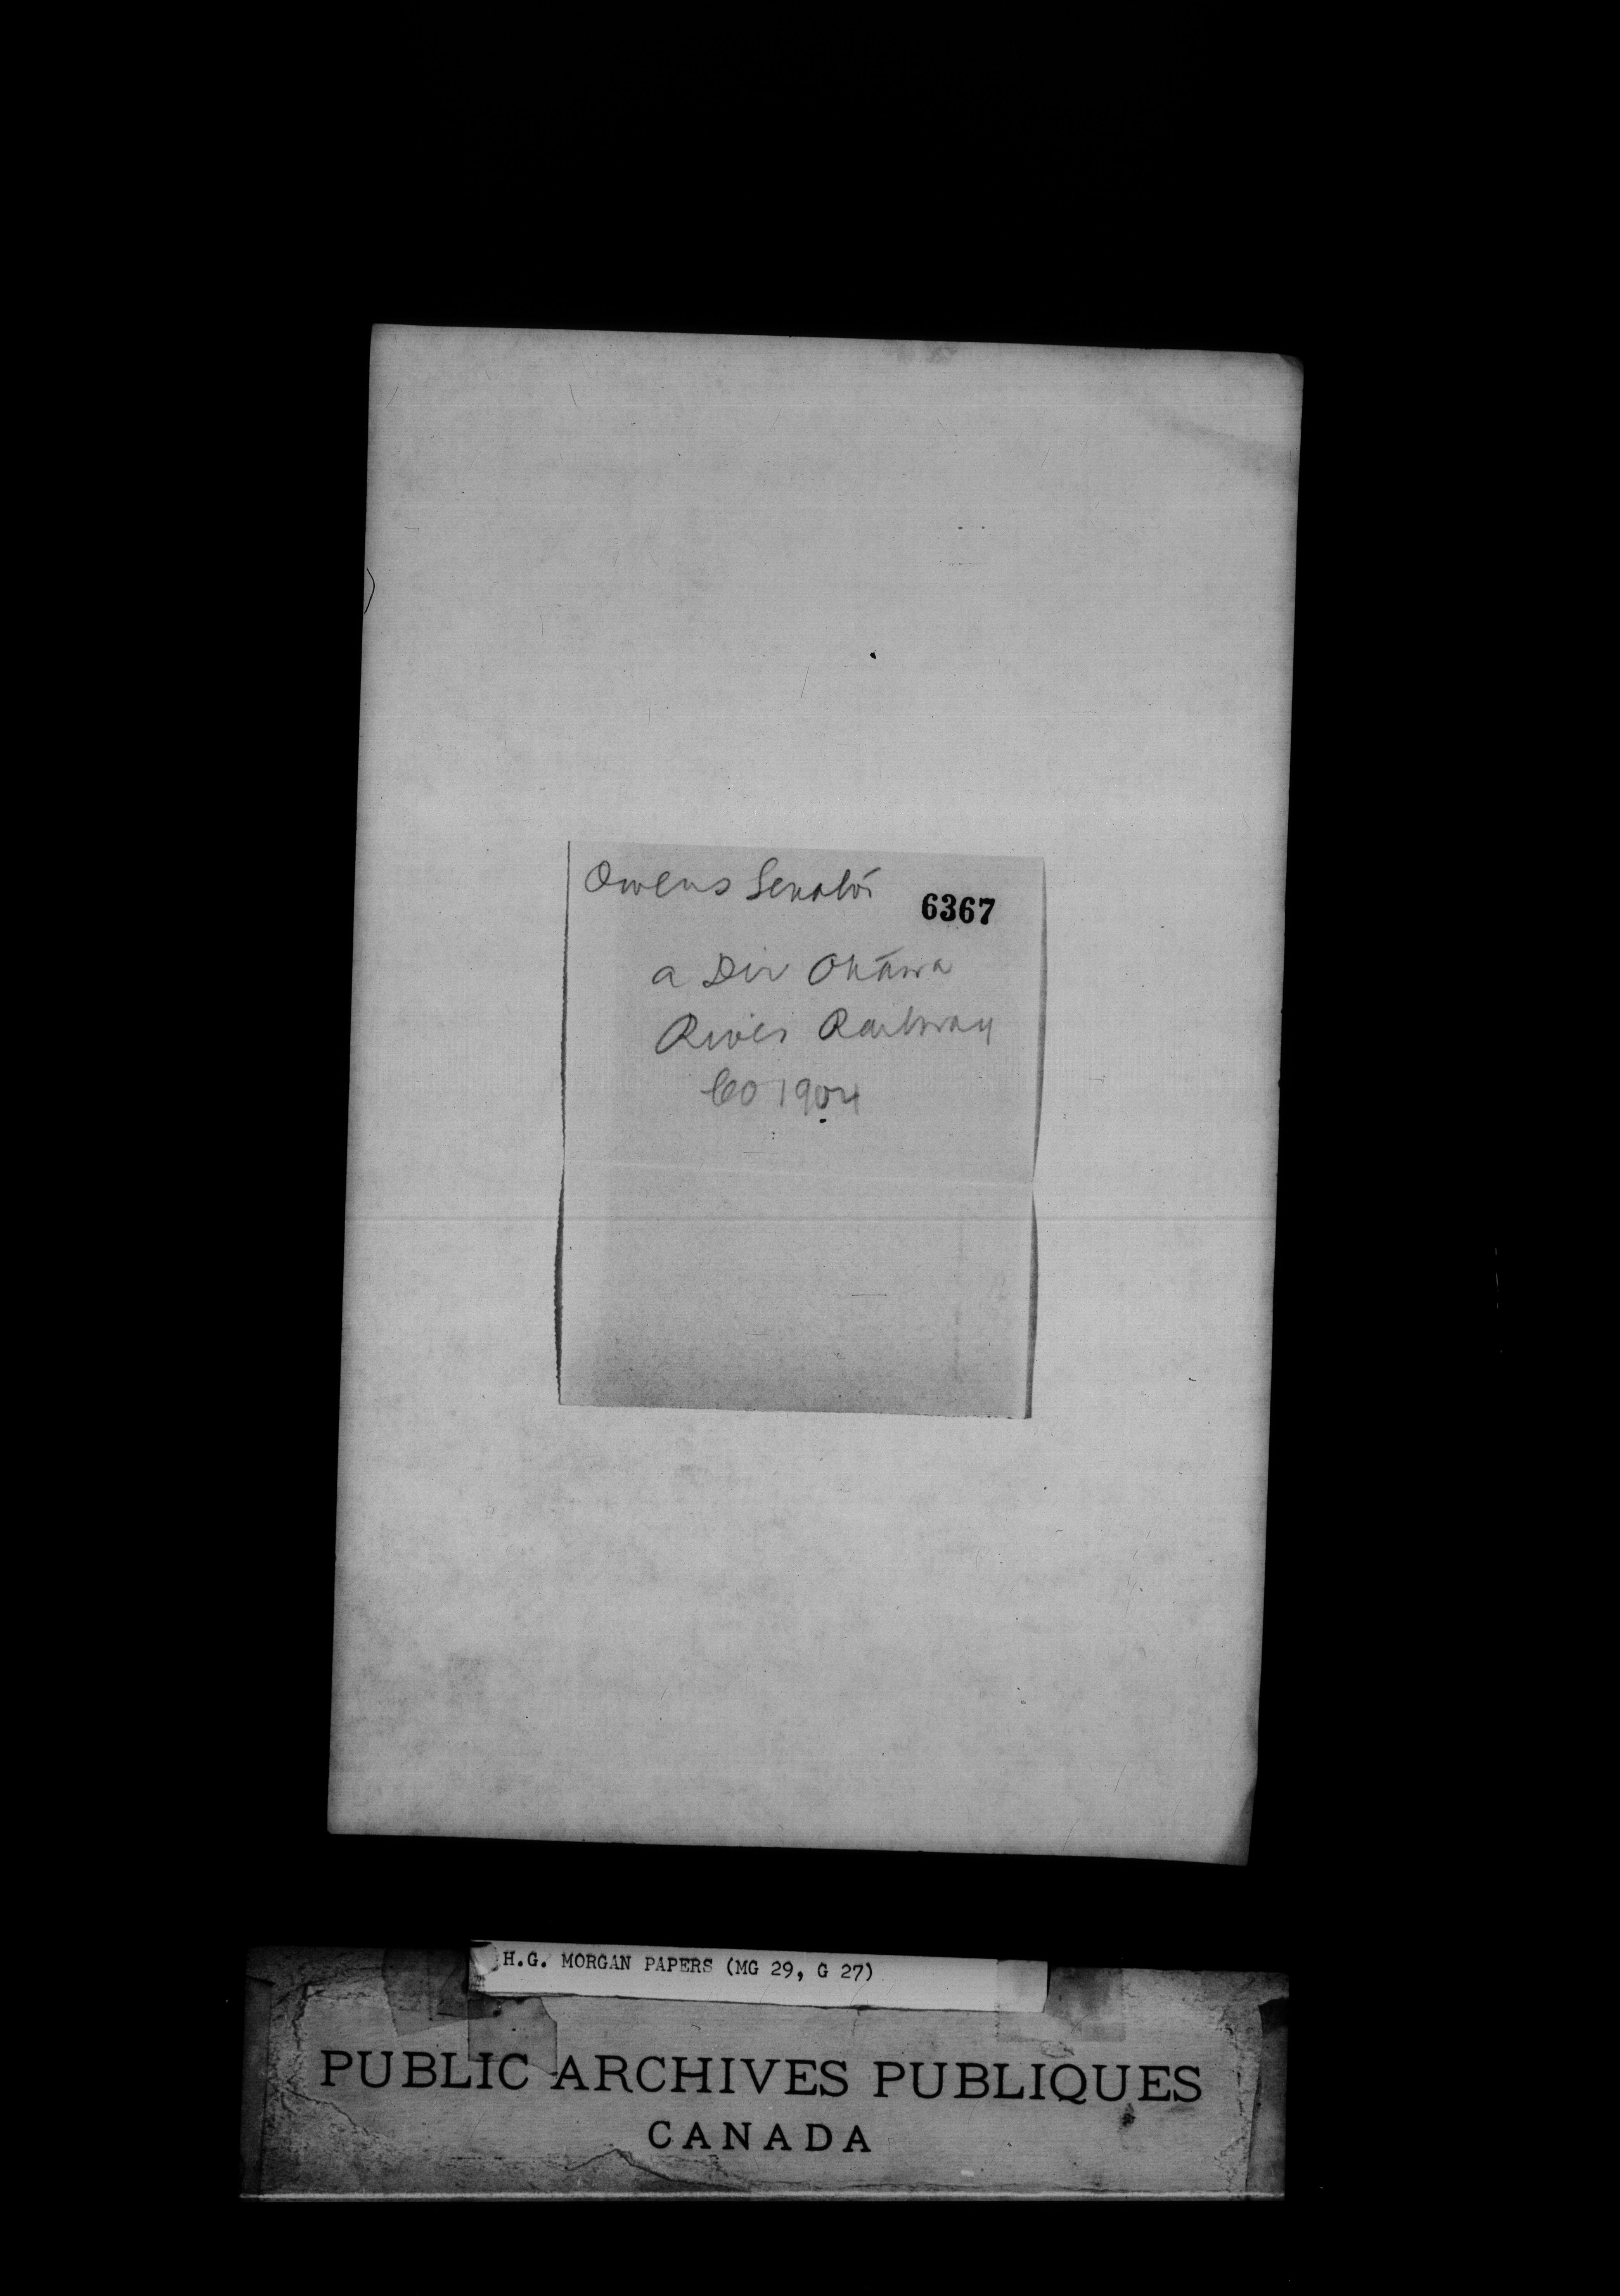 Owens Senator
6367
a Dir Ottawa
River Railway
Co 1904
H.G. MORGAN PAPERS (MG 29, G 27)
PUBLIC ARCHIVES PUBLIQUES
CANADA